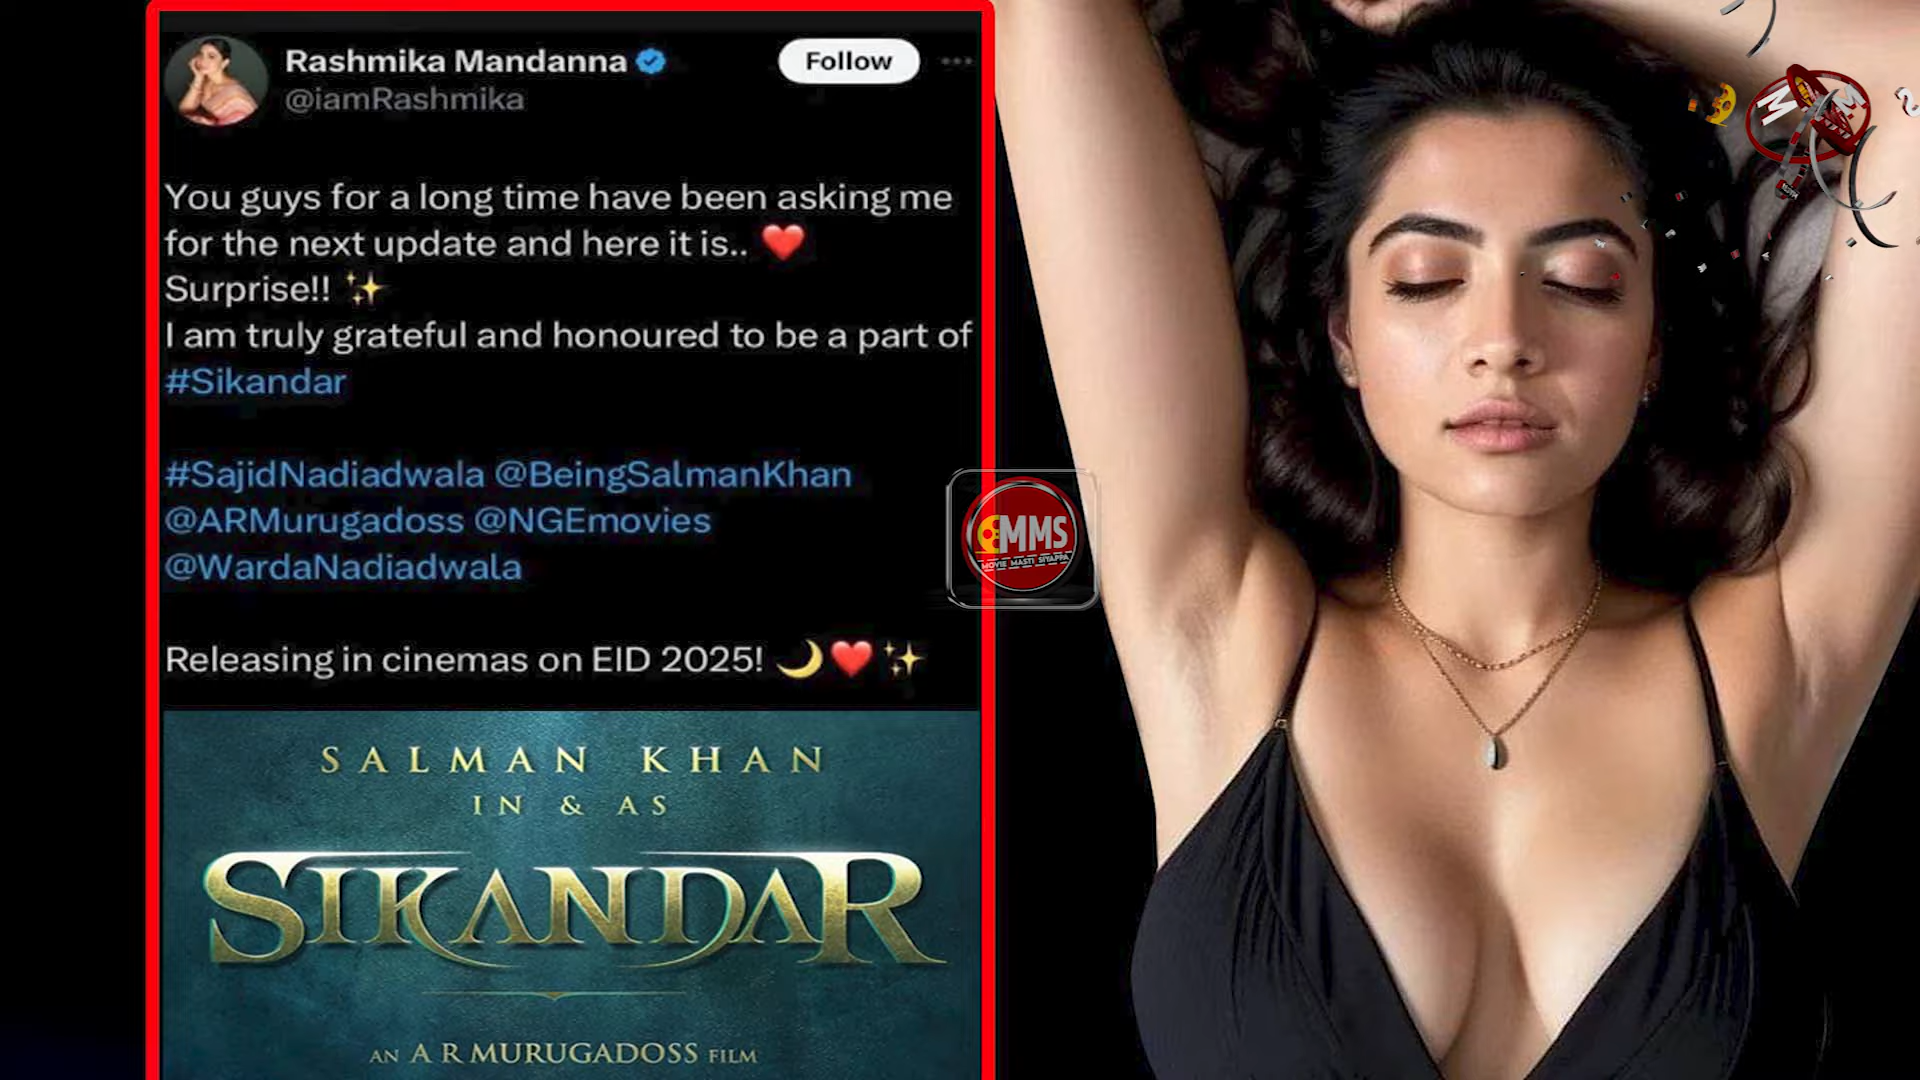 Rashmika Mandanna
Follow
@iamRashmika
You guys for a long time have been asking me
for the next update and here it is.. ❤️
Surprise!! ✨
I am truly grateful and honoured to be a part of
#Sikandar
#SajidNadiadwala @BeingSalmanKhan
@ARMurugadoss @NGEmovies
@WardaNadiadwala
Releasing in cinemas on EID 2025! 🌙❤️✨
SALMAN KHAN
IN & AS
SIKANDAR
AN A R MURUGADOSS FILM
MMS
MOVIE MASTI SIYAPPA